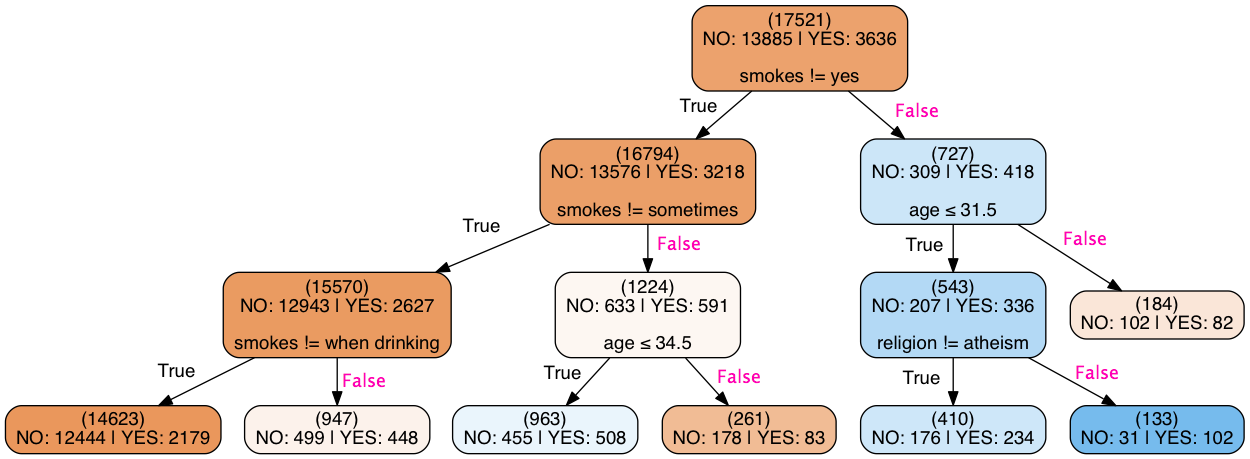 (17521)
NO: 13885 | YES: 3636
smokes != yes
True
False
(16794)
NO: 13576 | YES: 3218
smokes != sometimes
(727)
NO: 309 | YES: 418
age ≤ 31.5
True
False
True
False
(15570)
NO: 12943 | YES: 2627
smokes != when drinking
(1224)
NO: 633 | YES: 591
age ≤ 34.5
(543)
NO: 207 | YES: 336
religion != atheism
(184)
NO: 102 | YES: 82
True
False
True
False
True
False
(14623)
NO: 12444 | YES: 2179
(947)
NO: 499 | YES: 448
(963)
NO: 455 | YES: 508
(261)
NO: 178 | YES: 83
(410)
NO: 176 | YES: 234
(133)
NO: 31 | YES: 102